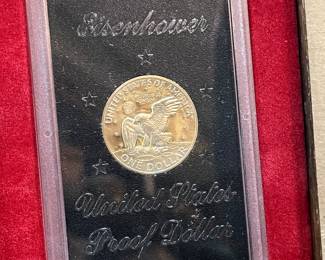 Eisenhower
UNITED STATES OF AMERICA
ONE DOLLAR
United States
Proof Dollar